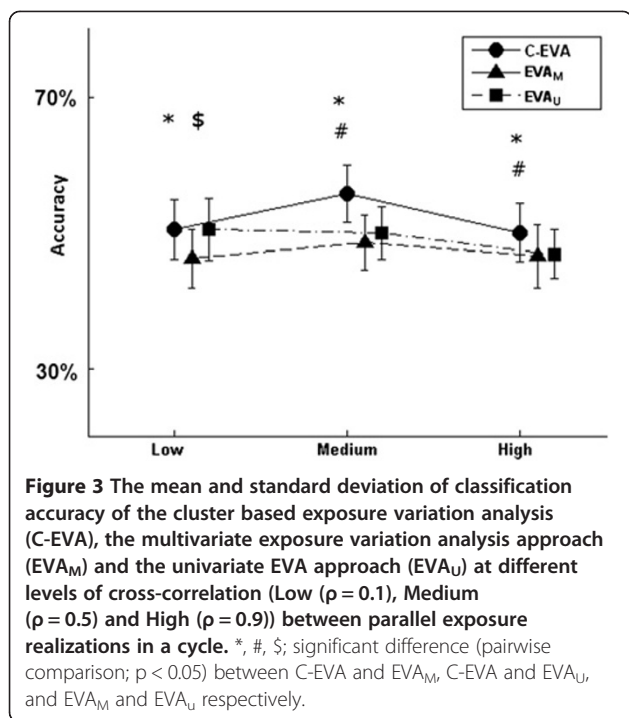 C-EVA
EVA_M
EVA_U
70%
* $
*
#
*
#
Accuracy
30%
Low Medium High
Figure 3 The mean and standard deviation of classification
accuracy of the cluster based exposure variation analysis
(C-EVA), the multivariate exposure variation analysis approach
(EVA_M) and the univariate EVA approach (EVA_U) at different
levels of cross-correlation (Low (ρ = 0.1), Medium
(ρ = 0.5) and High (ρ = 0.9)) between parallel exposure
realizations in a cycle. *, #, $; significant difference (pairwise
comparison; p < 0.05) between C-EVA and EVA_M, C-EVA and EVA_U,
and EVA_M and EVA_u respectively.